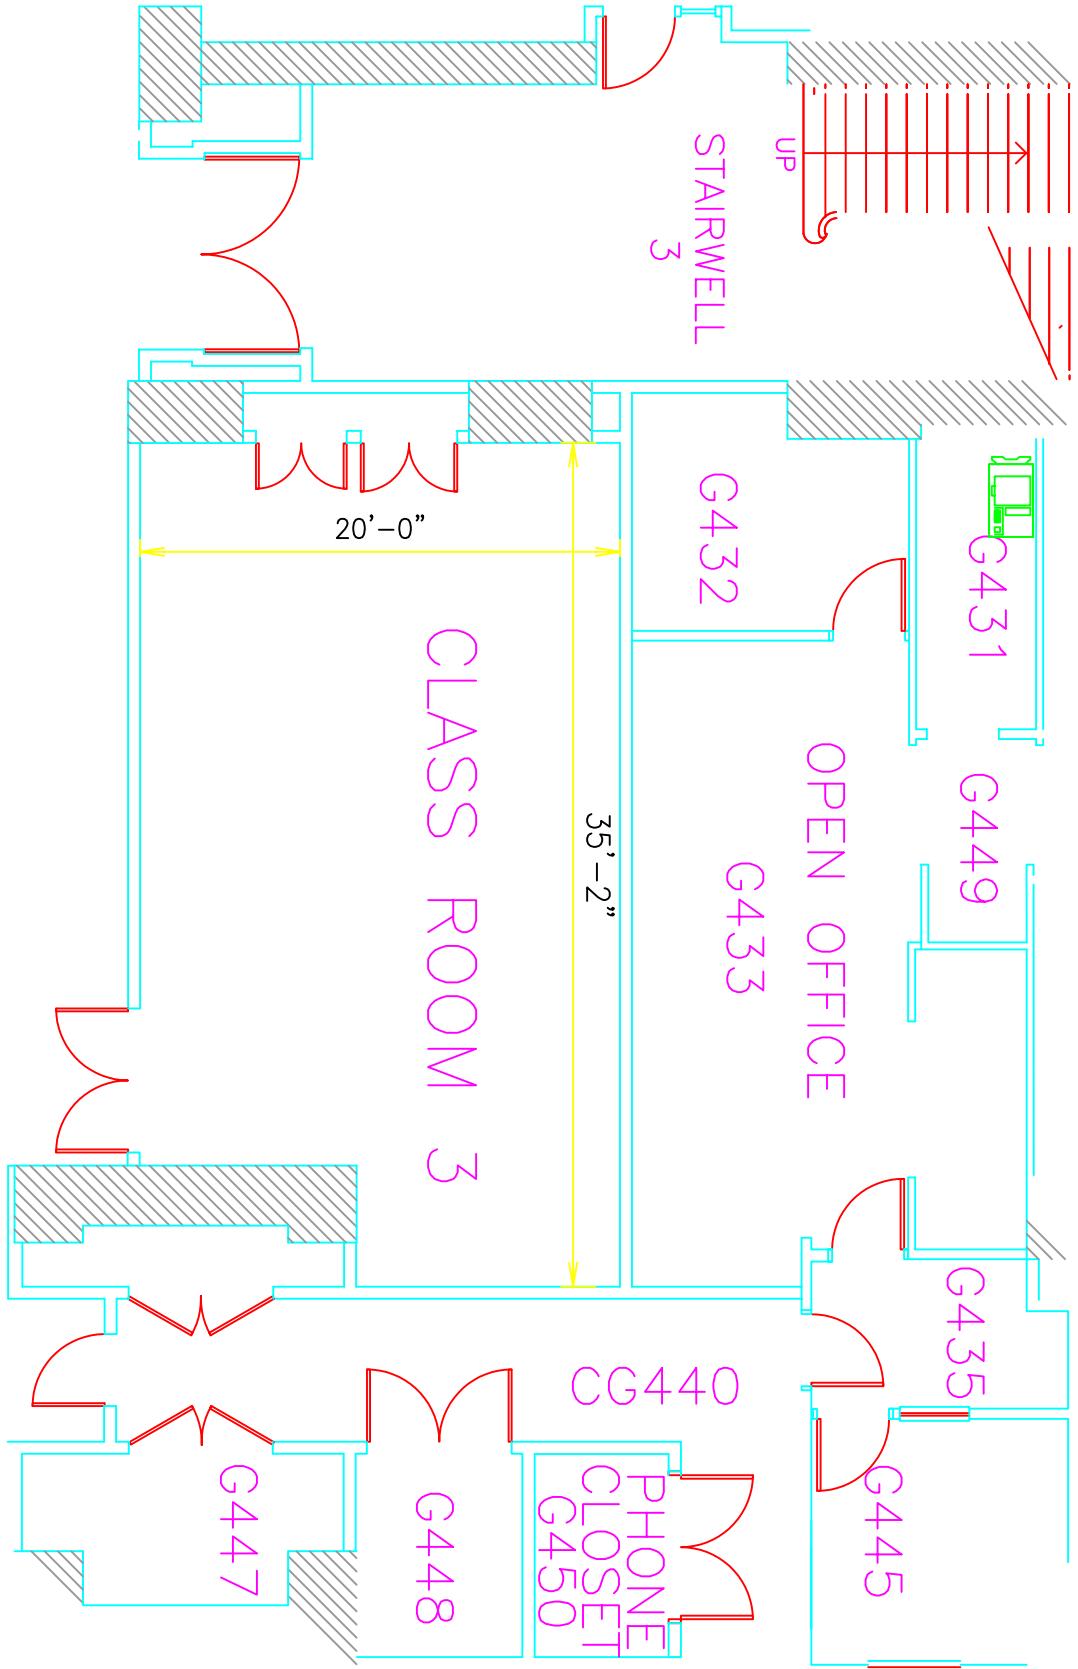 UP
STAIRWELL
3
20'-0"
G432
G431
CLASS ROOM 3
35'-2"
OPEN OFFICE
G433
G449
G435
CG440
G445
G447
G448
PHONE
CLOSET
G450